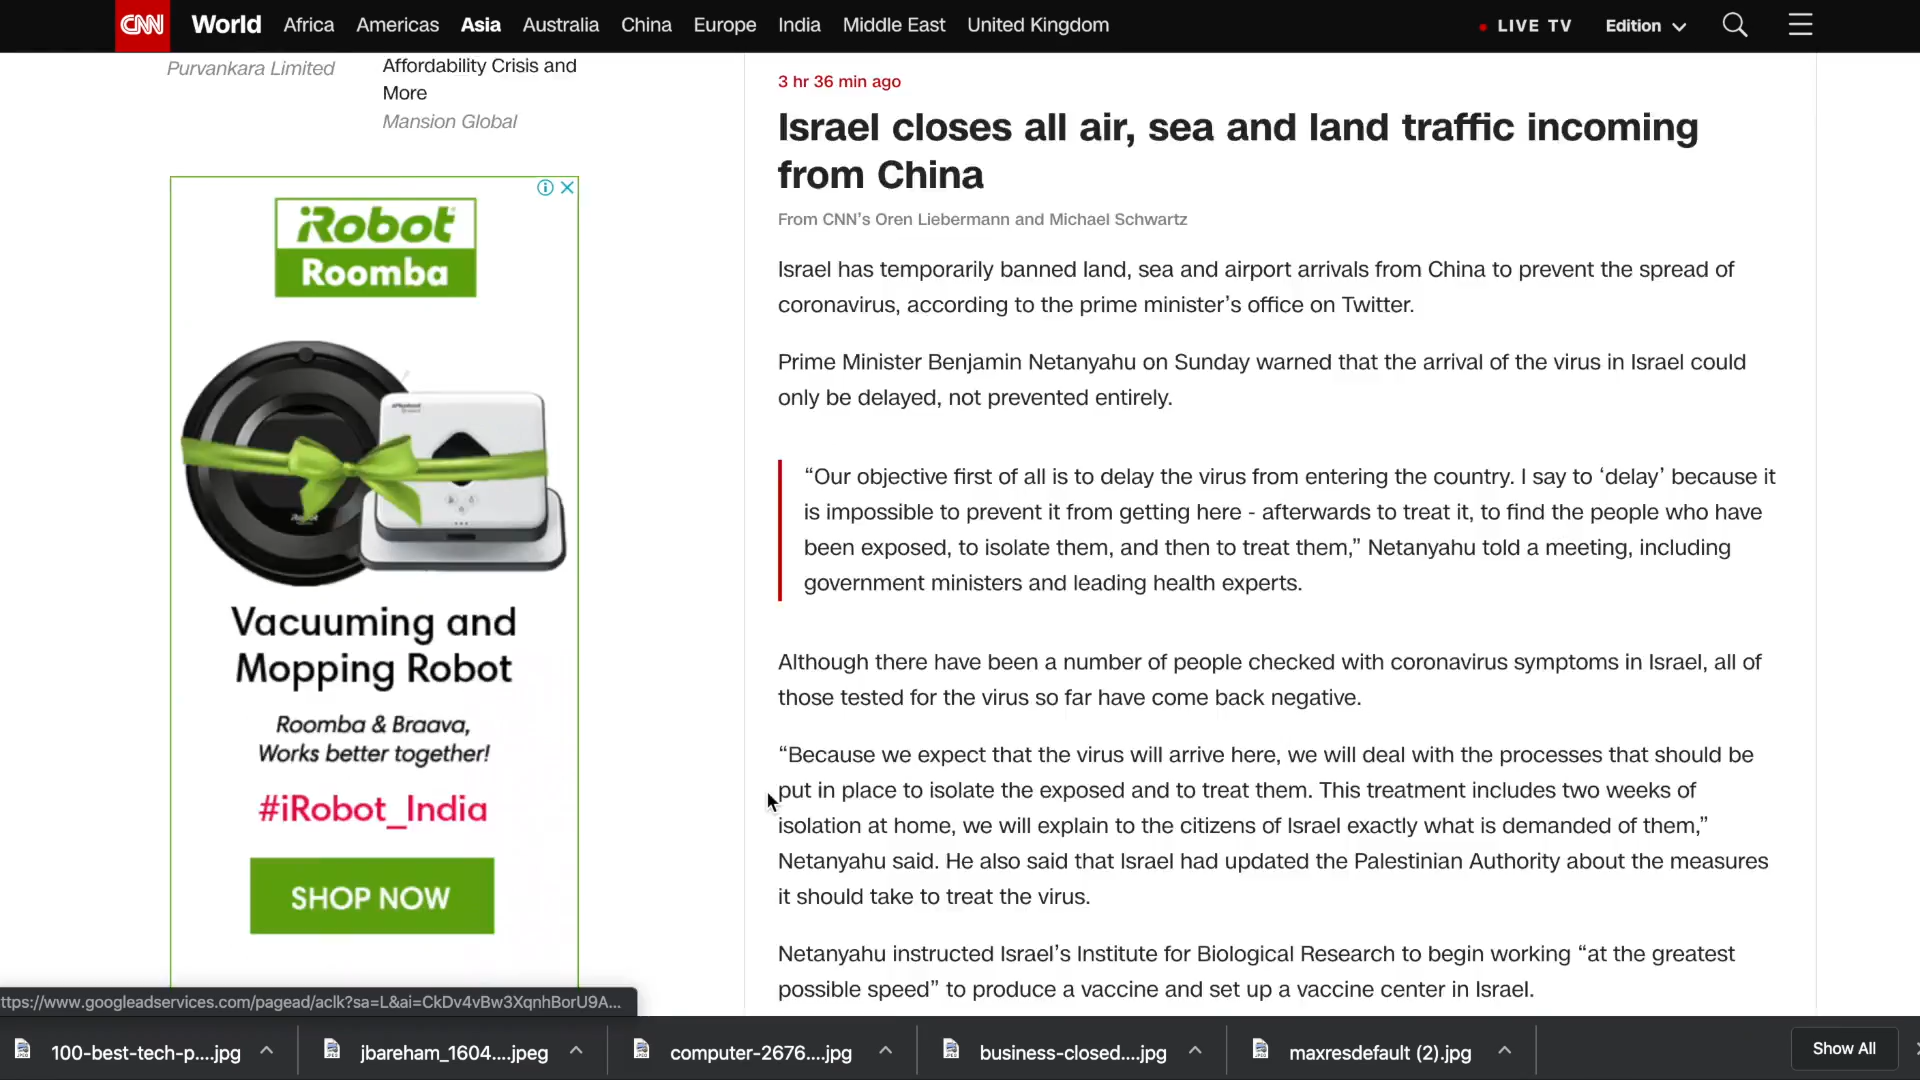 CNN World Africa Americas Asia Australia China Europe India Middle East United Kingdom LIVE TV Edition
Purvankara Limited
Affordability Crisis and
More
Mansion Global
iRobot
Roomba
Vacuuming and
Mopping Robot
Roomba & Braava,
Works better together!
#iRobot_India
SHOP NOW
3 hr 36 min ago
Israel closes all air, sea and land traffic incoming
from China
From CNN's Oren Liebermann and Michael Schwartz
Israel has temporarily banned land, sea and airport arrivals from China to prevent the spread of
coronavirus, according to the prime minister’s office on Twitter.
Prime Minister Benjamin Netanyahu on Sunday warned that the arrival of the virus in Israel could
only be delayed, not prevented entirely.
“Our objective first of all is to delay the virus from entering the country. I say to ‘delay’ because it
is impossible to prevent it from getting here - afterwards to treat it, to find the people who have
been exposed, to isolate them, and then to treat them,” Netanyahu told a meeting, including
government ministers and leading health experts.
Although there have been a number of people checked with coronavirus symptoms in Israel, all of
those tested for the virus so far have come back negative.
“Because we expect that the virus will arrive here, we will deal with the processes that should be
put in place to isolate the exposed and to treat them. This treatment includes two weeks of
isolation at home, we will explain to the citizens of Israel exactly what is demanded of them,”
Netanyahu said. He also said that Israel had updated the Palestinian Authority about the measures
it should take to treat the virus.
Netanyahu instructed Israel’s Institute for Biological Research to begin working “at the greatest
possible speed” to produce a vaccine and set up a vaccine center in Israel.
ttps://www.googleadservices.com/pagead/aclk?sa=L&ai=CkDv4vBw3XqnhBorU9A...
100-best-tech-p....jpg jbareham_1604....jpeg computer-2676....jpg business-closed....jpg maxresdefault (2).jpg Show All